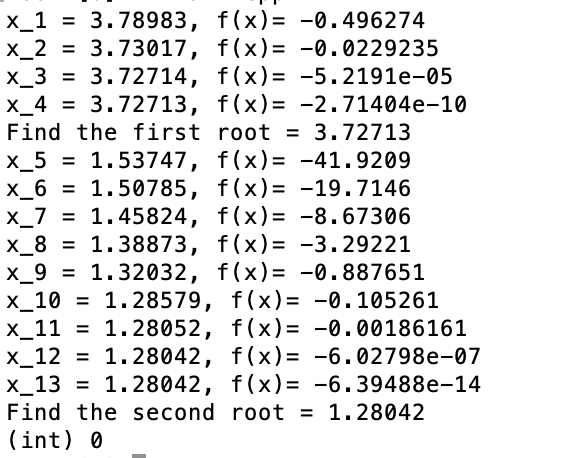 x_1 = 3.78983, f(x)= -0.496274
x_2 = 3.73017, f(x)= -0.0229235
x_3 = 3.72714, f(x)= -5.2191e-05
x_4 = 3.72713, f(x)= -2.71404e-10
Find the first root = 3.72713
x_5 = 1.53747, f(x)= -41.9209
x_6 = 1.50785, f(x)= -19.7146
x_7 = 1.45824, f(x)= -8.67306
x_8 = 1.38873, f(x)= -3.29221
x_9 = 1.32032, f(x)= -0.887651
x_10 = 1.28579, f(x)= -0.105261
x_11 = 1.28052, f(x)= -0.00186161
x_12 = 1.28042, f(x)= -6.02798e-07
x_13 = 1.28042, f(x)= -6.39488e-14
Find the second root = 1.28042
(int) 0